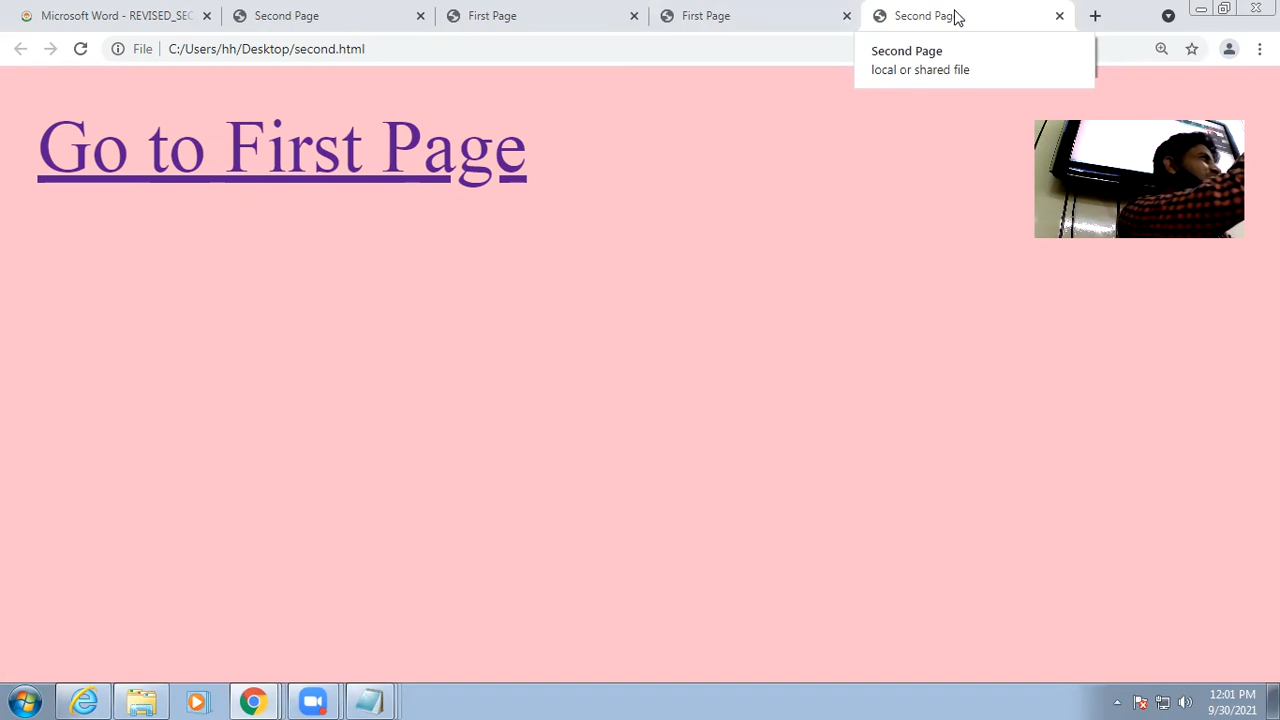 Microsoft Word - REVISED_SEC
Second Page
First Page
First Page
Second Page
File
C:/Users/hh/Desktop/second.html
Second Page
local or shared file
Go to First Page
12:01 PM
9/30/2021